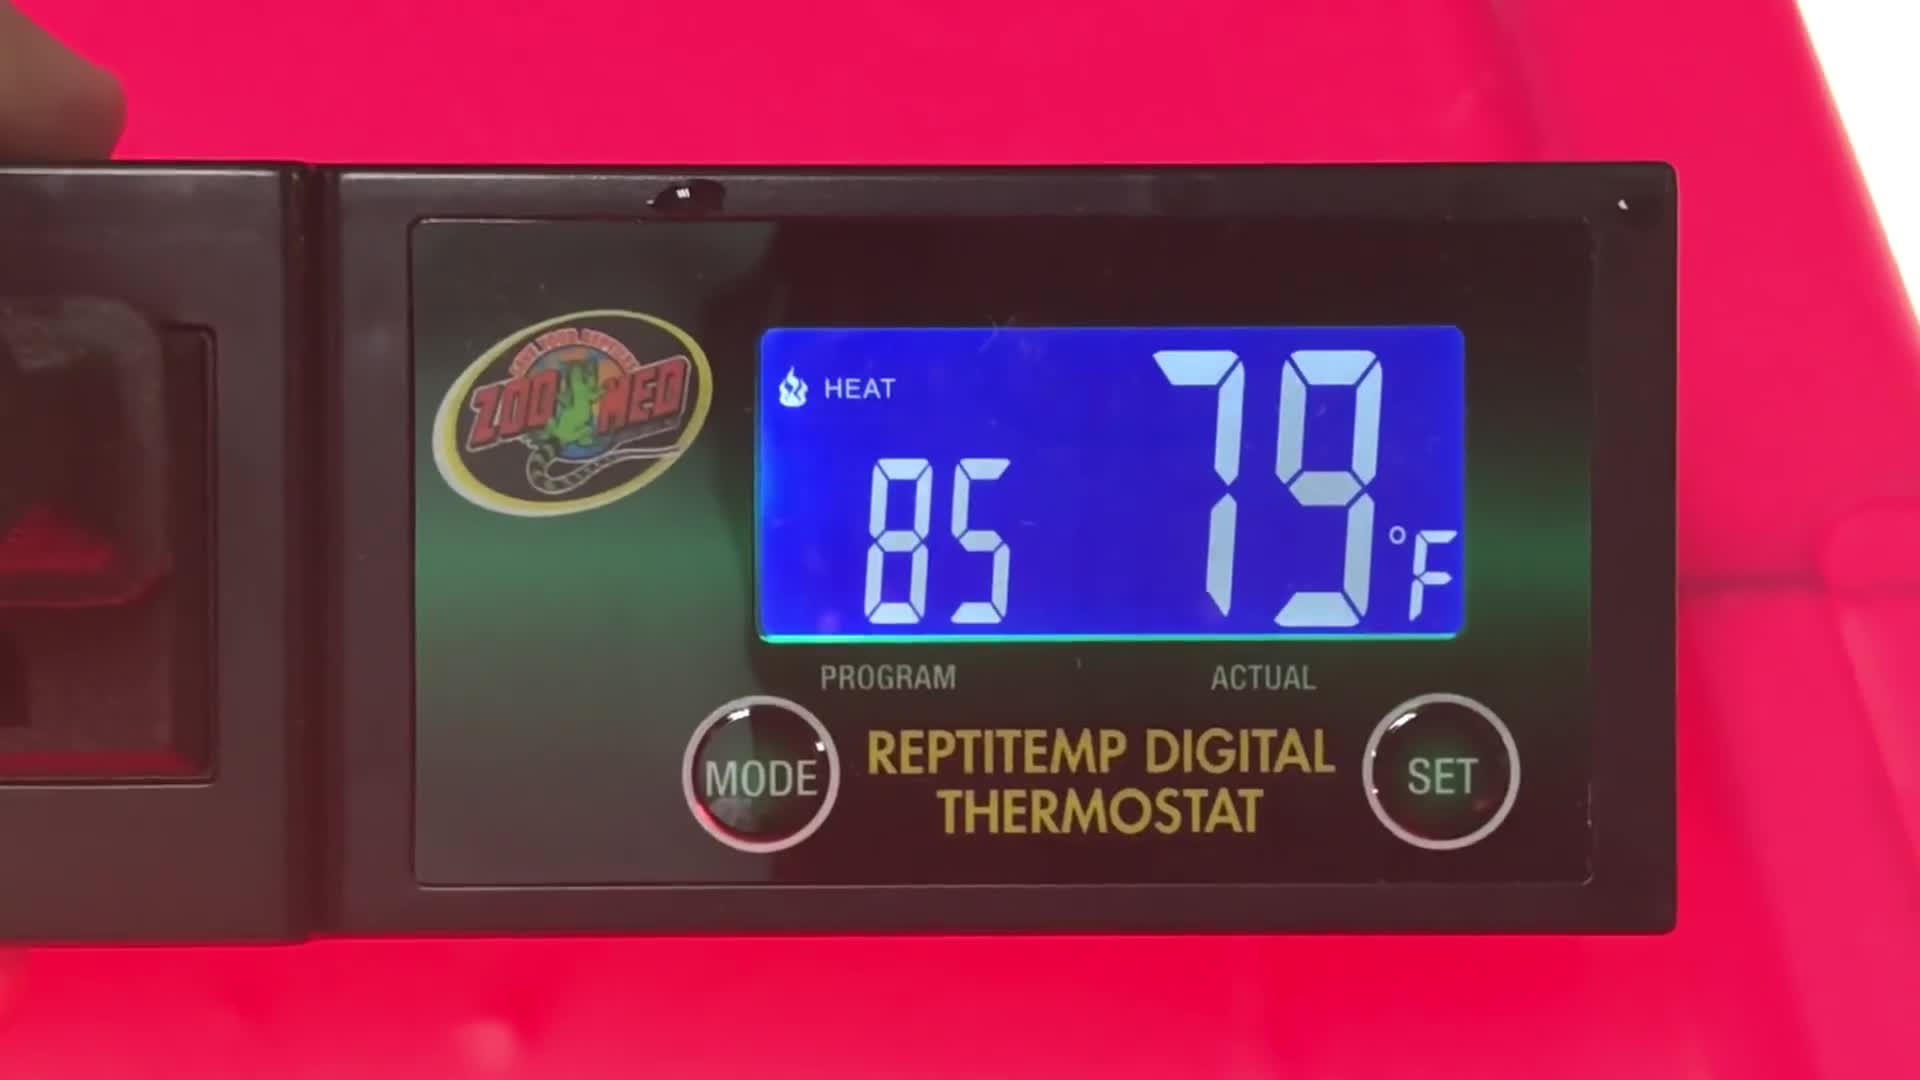 ZOO MED
HEAT
85 79 °F
PROGRAM ACTUAL
MODE
REPTITEMP DIGITAL
THERMOSTAT
SET